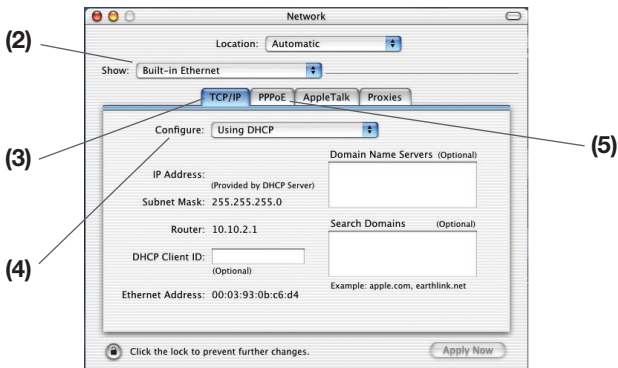 Network
(2)
Location: Automatic
Show: Built-in Ethernet
TCP/IP PPPoE AppleTalk Proxies
(3)
Configure: Using DHCP
(5)
Domain Name Servers (Optional)
IP Address:
(Provided by DHCP Server)
Subnet Mask: 255.255.255.0
Router: 10.10.2.1
Search Domains (Optional)
(4)
DHCP Client ID:
(Optional)
Example: apple.com, earthlink.net
Ethernet Address: 00:03:93:0b:c6:d4
Click the lock to prevent further changes.
Apply Now